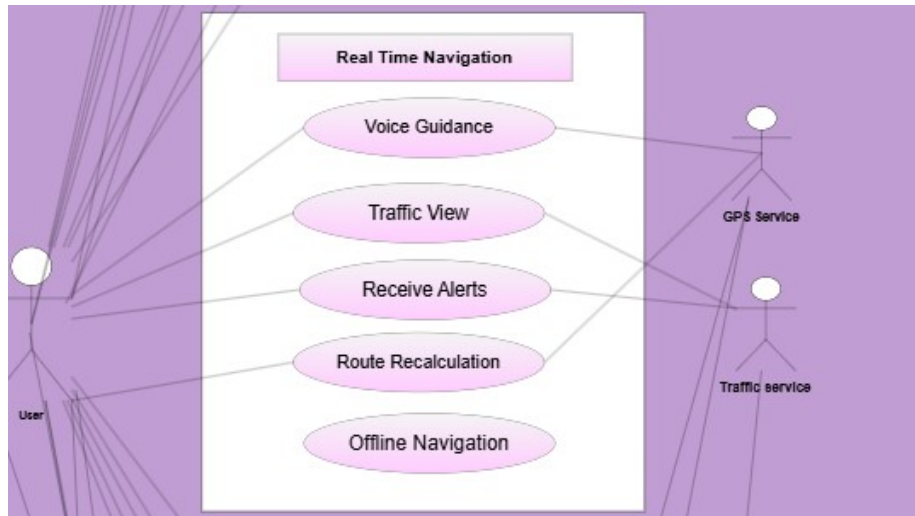 Real Time Navigation
Voice Guidance
Traffic View
Receive Alerts
Route Recalculation
Offline Navigation
User
GPS Service
Traffic service